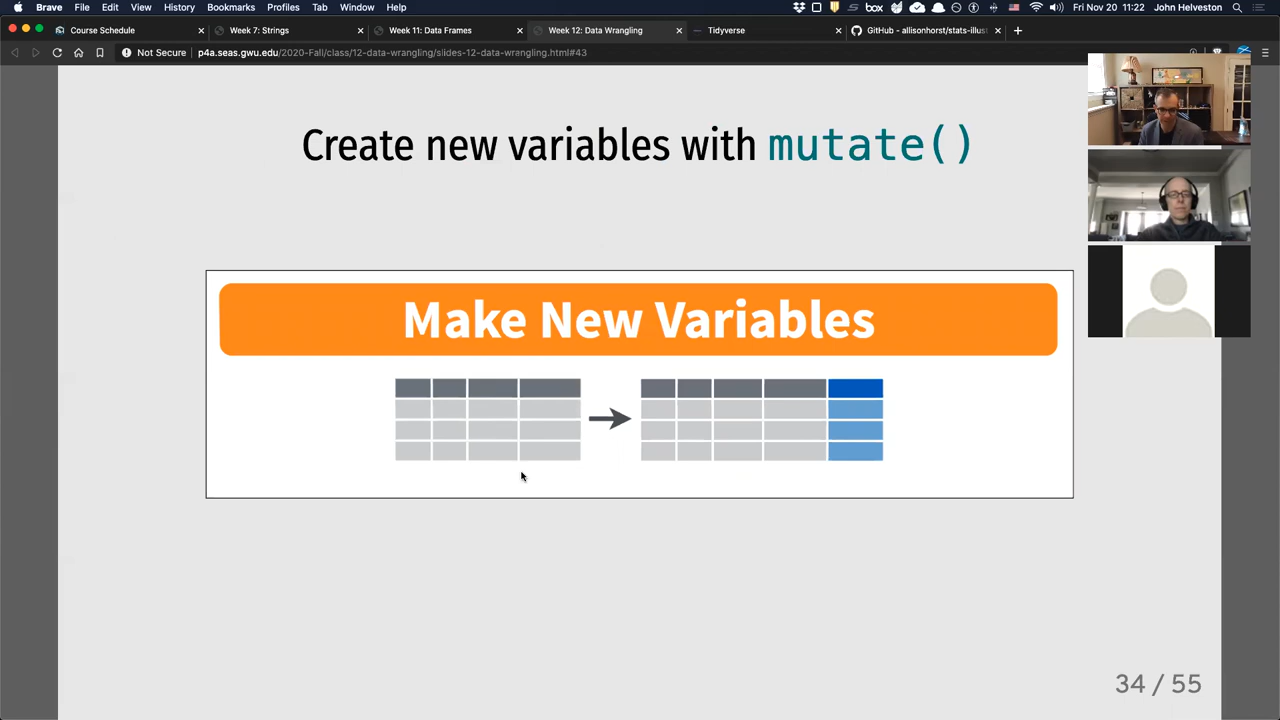 Brave File Edit View History Bookmarks Profiles Tab Window Help box Fri Nov 20 11:22 John Helveston
Course Schedule × Week 7: Strings × Week 11: Data Frames × Week 12: Data Wrangling × Tidyverse × GitHub - allisonhorst/stats-illust × +
Not Secure p4a.seas.gwu.edu/2020-Fall/class/12-data-wrangling/slides-12-data-wrangling.html#43
Create new variables with mutate()
Make New Variables
34 / 55